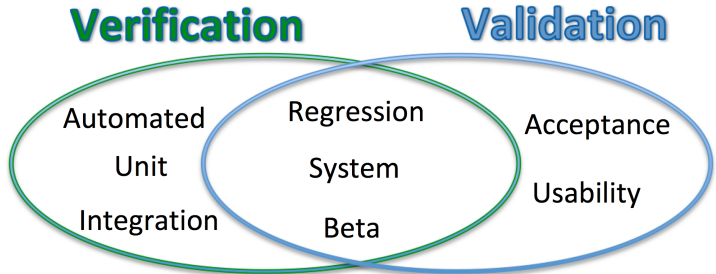 Verification
Validation
Automated
Unit
Integration
Regression
System
Beta
Acceptance
Usability